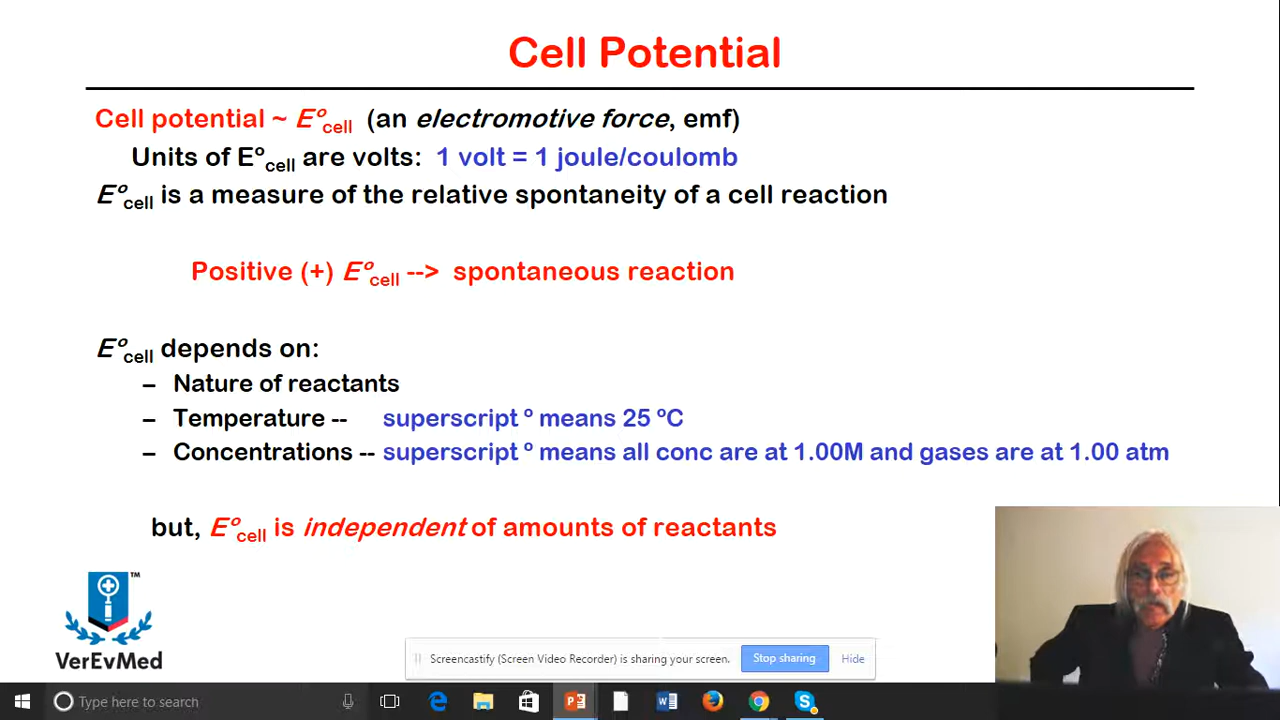 Cell Potential
Cell potential ~ E°cell (an electromotive force, emf)
Units of E°cell are volts: 1 volt = 1 joule/coulomb
E°cell is a measure of the relative spontaneity of a cell reaction
Positive (+) E°cell --> spontaneous reaction
E°cell depends on:
– Nature of reactants
– Temperature -- superscript ° means 25 °C
– Concentrations -- superscript ° means all conc are at 1.00M and gases are at 1.00 atm
but, E°cell is independent of amounts of reactants
TM
VerEvMed
Screencastify (Screen Video Recorder) is sharing your screen. Stop sharing Hide
Type here to search